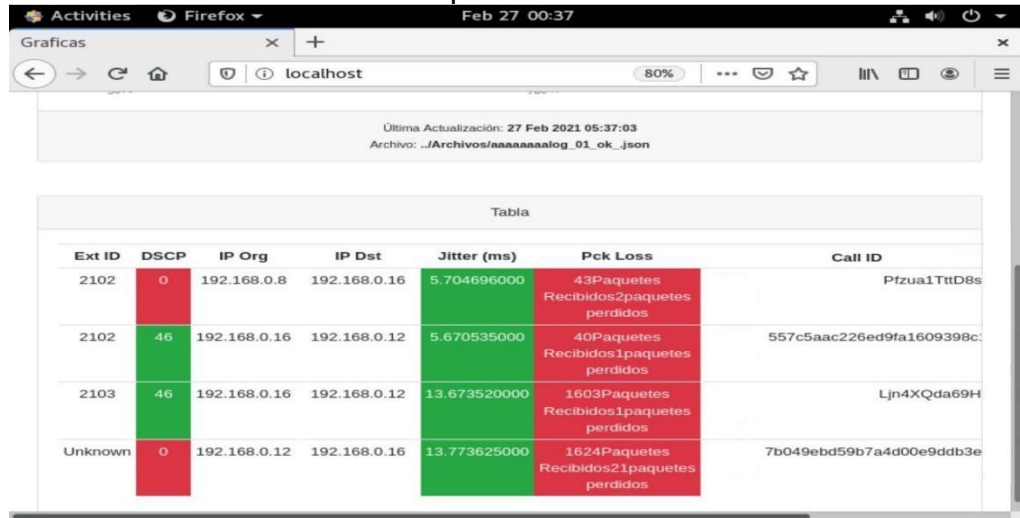 Activities Firefox Feb 27 00:37
Graficas
localhost 80%
Última Actualización: 27 Feb 2021 05:37:03
Archivo: ../Archivos/aaaaaaaalog_01_ok_.json
Tabla
Ext ID DSCP IP Org IP Dst Jitter (ms) Pck Loss Call ID
2102 0 192.168.0.8 192.168.0.16 5.704696000 43Paquetes Pfzua1TttD8s
Recibidos2paquetes
perdidos
2102 46 192.168.0.16 192.168.0.12 5.670535000 40Paquetes 557c5aac226ed9fa1609398c
Recibidos1paquetes
perdidos
2103 46 192.168.0.16 192.168.0.12 13.673520000 1603Paquetes Ljn4XQda69H
Recibidos1paquetes
perdidos
Unknown 0 192.168.0.12 192.168.0.16 13.773625000 1624Paquetes 7b049ebd59b7a4d00e9ddb3e
Recibidos21paquetes
perdidos